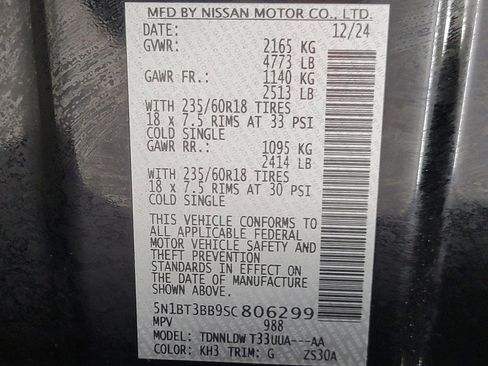 MFD BY NISSAN MOTOR CO., LTD.
DATE: 12/24
GVWR: 2165 KG
4773 LB
GAWR FR.: 1140 KG
2513 LB
WITH 235/60R18 TIRES
18 x 7.5 RIMS AT 33 PSI
COLD SINGLE
GAWR RR.: 1095 KG
2414 LB
WITH 235/60R18 TIRES
18 x 7.5 RIMS AT 30 PSI
COLD SINGLE
THIS VEHICLE CONFORMS TO
ALL APPLICABLE FEDERAL
MOTOR VEHICLE SAFETY AND
THEFT PREVENTION
STANDARDS IN EFFECT ON
THE DATE OF MANUFACTURE
SHOWN ABOVE.
5N1BT3BB9SC806299
MPV 988
MODEL: TDNNLDW T33UUA---AA
COLOR: KH3 TRIM: G ZS30A